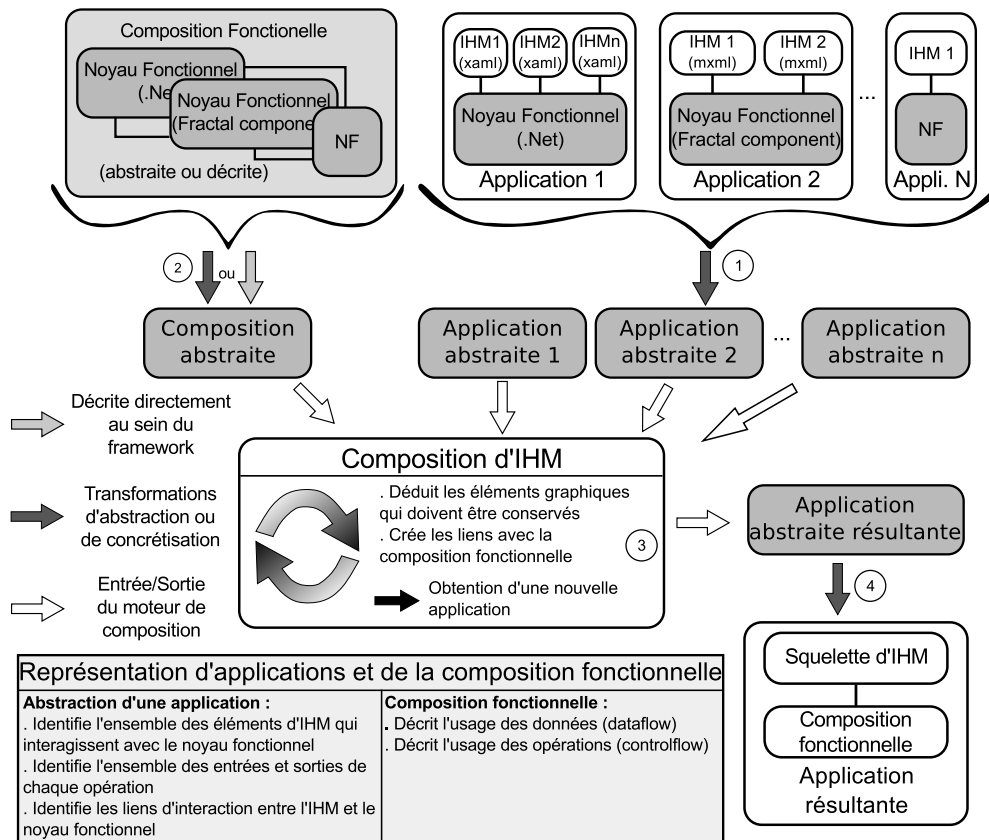 Composition Fonctionelle
Noyau Fonctionnel
(.Ne
Noyau Fonctionnel
(Fractal compone
NF
(abstraite ou décrite)
IHM1
(xaml)
IHM2
(xaml)
IHMn
(xaml)
Noyau Fonctionnel
(.Net)
Application 1
IHM 1
(mxml)
IHM 2
(mxml)
Noyau Fonctionnel
(Fractal component)
Application 2
...
IHM 1
NF
Appli. N
2
ou
1
Composition
abstraite
Application
abstraite 1
Application
abstraite 2
...
Application
abstraite n
Décrite directement
au sein du
framework
Transformations
d'abstraction ou
de concrétisation
Entrée/Sortie
du moteur de
composition
Composition d'IHM
. Déduit les éléments graphiques
qui doivent être conservés
. Crée les liens avec la
composition fonctionnelle
3
Obtention d'une nouvelle
application
Application
abstraite résultante
4
Squelette d'IHM
Composition
fonctionnelle
Application
résultante
Représentation d'applications et de la composition fonctionnelle
Abstraction d'une application :
. Identifie l'ensemble des éléments d'IHM qui
interagissent avec le noyau fonctionnel
. Identifie l'ensemble des entrées et sorties de
chaque opération
. Identifie les liens d'interaction entre l'IHM et le
noyau fonctionnel
Composition fonctionnelle :
. Décrit l'usage des données (dataflow)
. Décrit l'usage des opérations (controlflow)